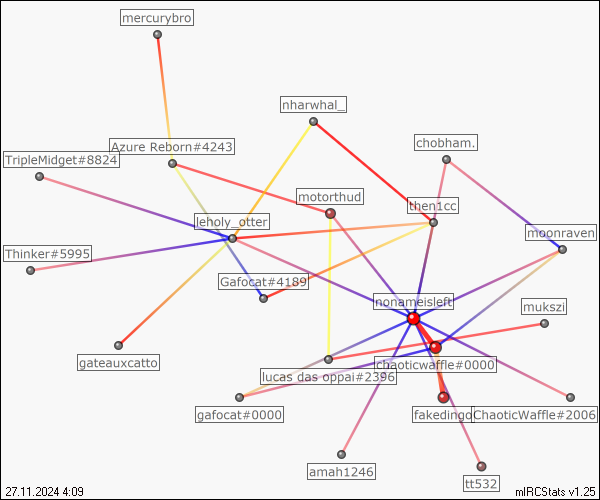 mercurybro
nharwhal_
chobham.
Azure Reborn#4243
TripleMidget#8824
motorthud
then1cc
leholy_otter
moonraven
Thinker#5995
Gafocat#4189
nonameisleft
mukszi
gateauxcatto
chaoticwaffle#0000
lucas das oppai#2396
gafocat#0000
fakedingo
ChaoticWaffle#2006
amah1246
tt532
27.11.2024 4:09
mIRCStats v1.25